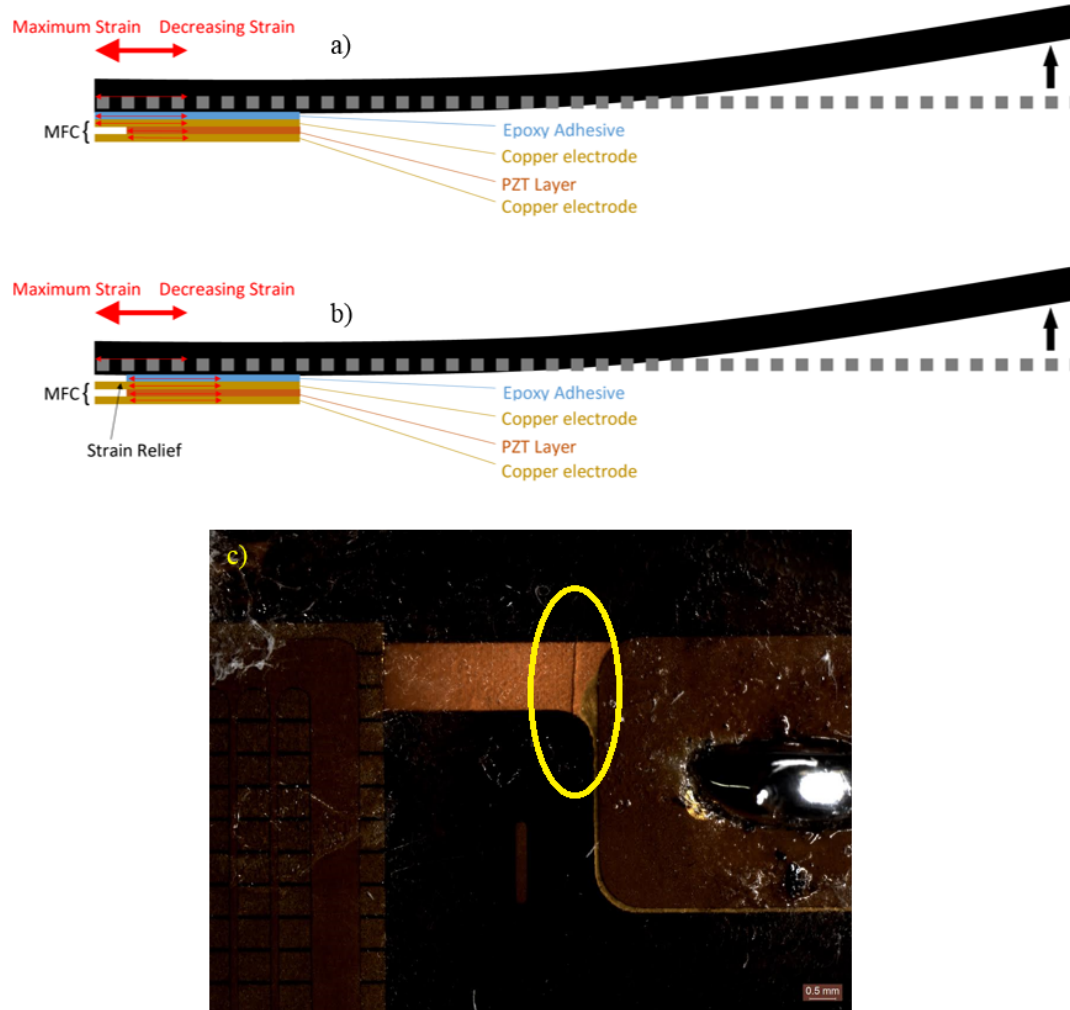 Maximum Strain Decreasing Strain a)
MFC {
Epoxy Adhesive
Copper electrode
PZT Layer
Copper electrode
Maximum Strain Decreasing Strain b)
MFC {
Strain Relief
Epoxy Adhesive
Copper electrode
PZT Layer
Copper electrode
c)
0.5 mm